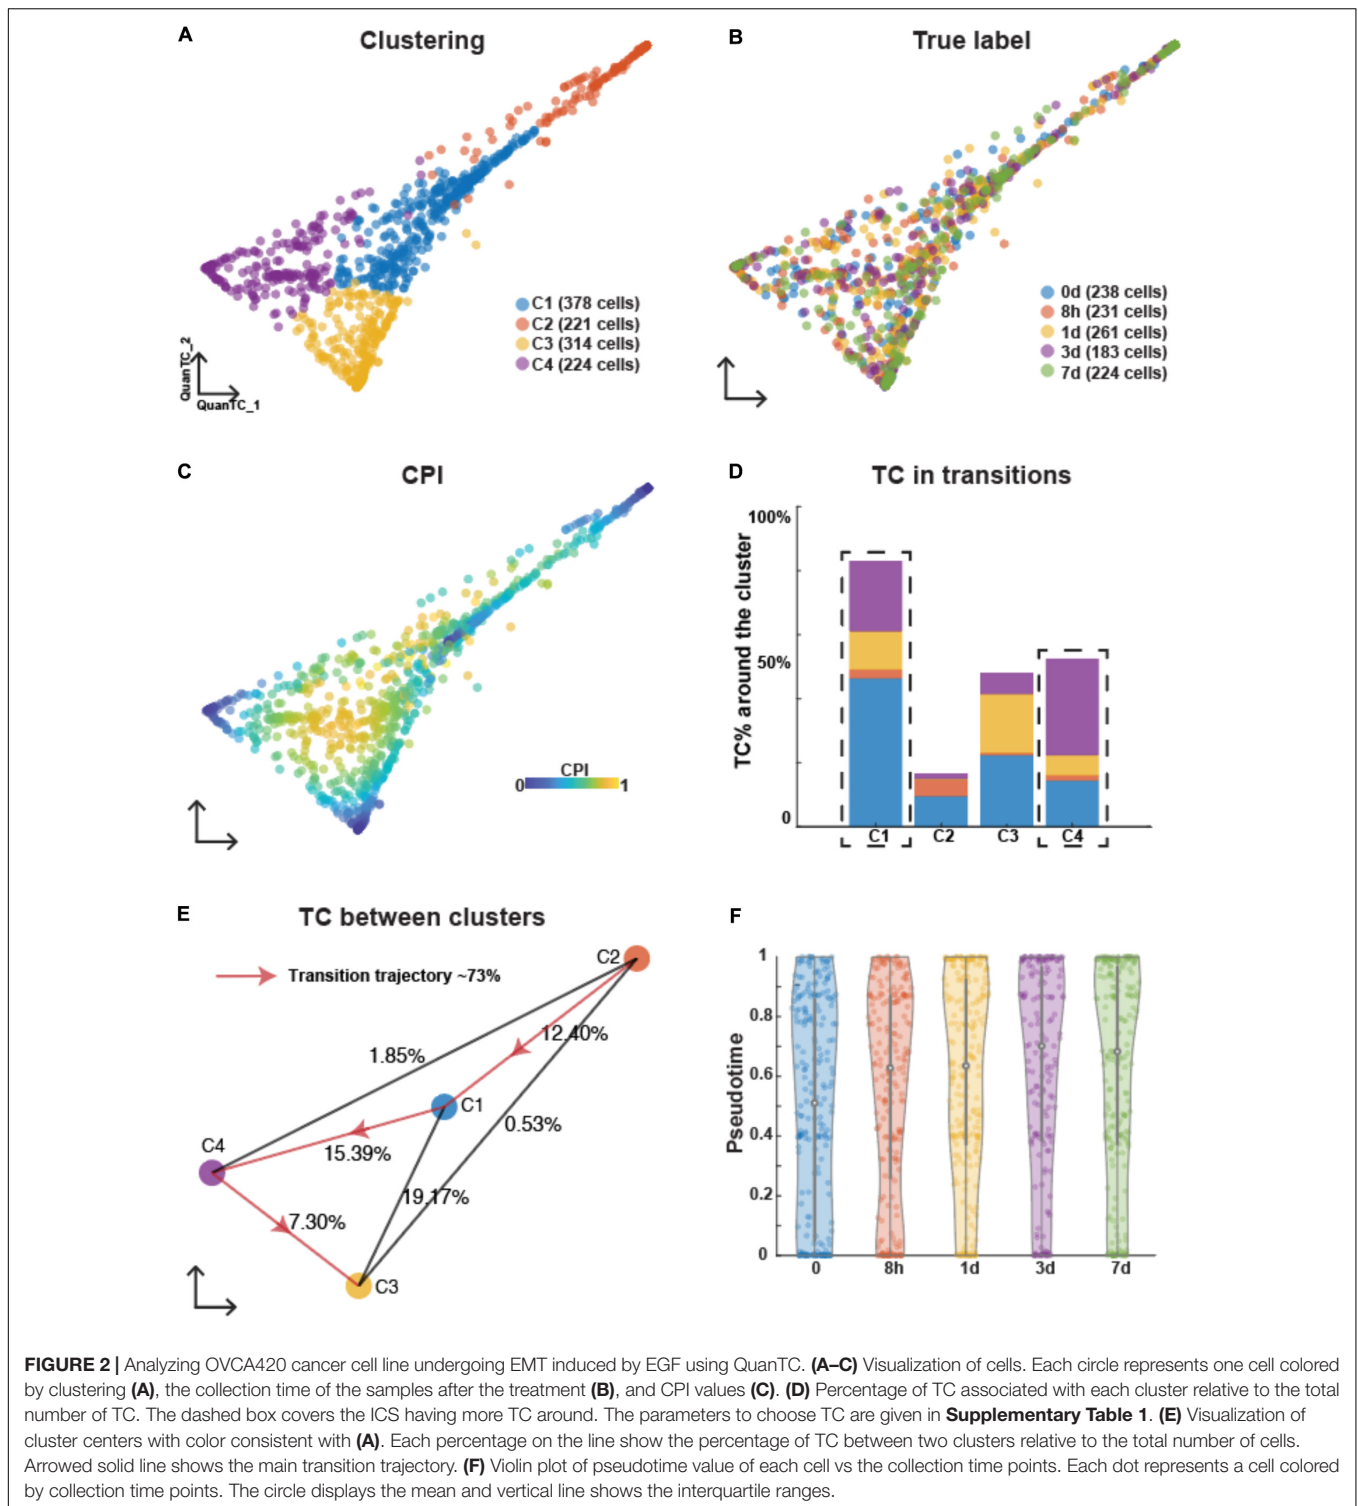 A
Clustering
C1 (378 cells)
C2 (221 cells)
C3 (314 cells)
C4 (224 cells)
QuanTC_2
QuanTC_1
B
True label
0d (238 cells)
8h (231 cells)
1d (261 cells)
3d (183 cells)
7d (224 cells)
C
CPI
CPI
0
1
D
TC in transitions
TC% around the cluster
100%
50%
0
C1
C2
C3
C4
E
TC between clusters
Transition trajectory ~73%
C2
12.40%
1.85%
C1
0.53%
C4
15.39%
19.17%
7.30%
C3
F
Pseudotime
1
0.8
0.6
0.4
0.2
0
0
8h
1d
3d
7d
FIGURE 2 | Analyzing OVCA420 cancer cell line undergoing EMT induced by EGF using QuanTC. (A–C) Visualization of cells. Each circle represents one cell colored
by clustering (A), the collection time of the samples after the treatment (B), and CPI values (C). (D) Percentage of TC associated with each cluster relative to the total
number of TC. The dashed box covers the ICS having more TC around. The parameters to choose TC are given in Supplementary Table 1. (E) Visualization of
cluster centers with color consistent with (A). Each percentage on the line show the percentage of TC between two clusters relative to the total number of cells.
Arrowed solid line shows the main transition trajectory. (F) Violin plot of pseudotime value of each cell vs the collection time points. Each dot represents a cell colored
by collection time points. The circle displays the mean and vertical line shows the interquartile ranges.